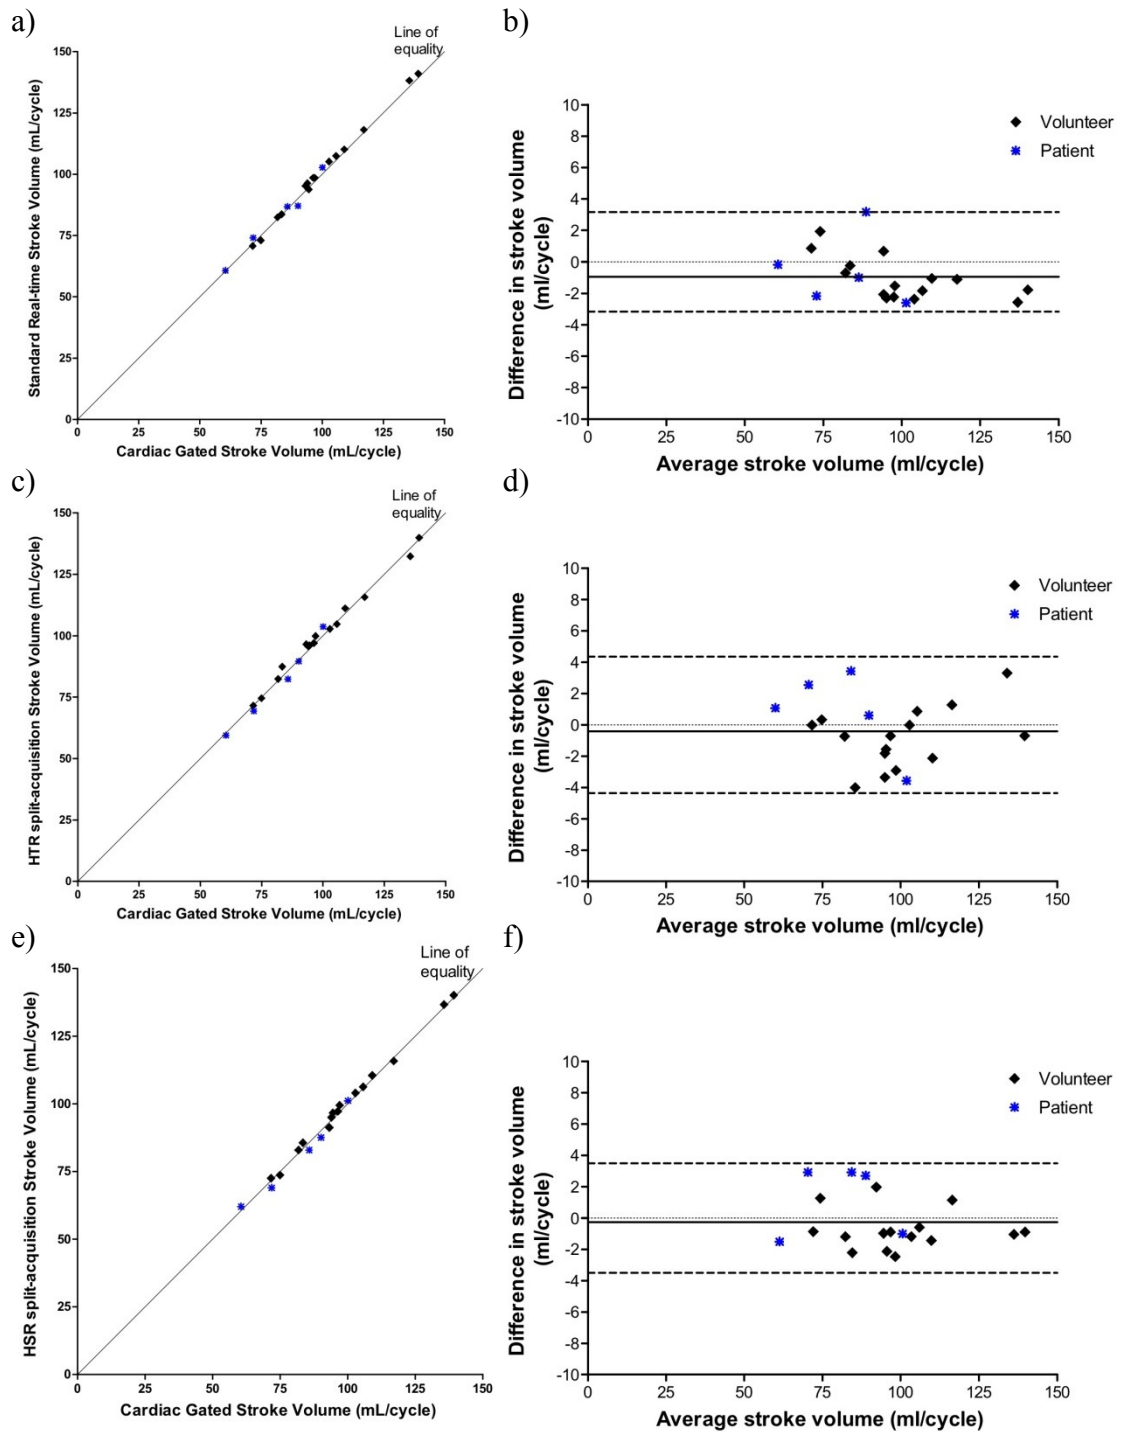 a)
Line of
equality
150
125
100
75
50
25
0
Standard Real-time Stroke Volume (mL/cycle)
0 25 50 75 100 125 150
Cardiac Gated Stroke Volume (mL/cycle)
b)
10
8
6
4
2
0
-2
-4
-6
-8
-10
Difference in stroke volume
(ml/cycle)
Volunteer
Patient
0 25 50 75 100 125 150
Average stroke volume (ml/cycle)
c)
Line of
equality
150
125
100
75
50
25
0
HTR split-acquisition Stroke Volume (mL/cycle)
0 25 50 75 100 125 150
Cardiac Gated Stroke Volume (mL/cycle)
d)
10
8
6
4
2
0
-2
-4
-6
-8
-10
Difference in stroke volume
(ml/cycle)
Volunteer
Patient
0 25 50 75 100 125 150
Average stroke volume (ml/cycle)
e)
Line of
equality
150
125
100
75
50
25
0
HSR split-acquisition Stroke Volume (mL/cycle)
0 25 50 75 100 125 150
Cardiac Gated Stroke Volume (mL/cycle)
f)
10
8
6
4
2
0
-2
-4
-6
-8
-10
Difference in stroke volume
(ml/cycle)
Volunteer
Patient
0 25 50 75 100 125 150
Average stroke volume (ml/cycle)